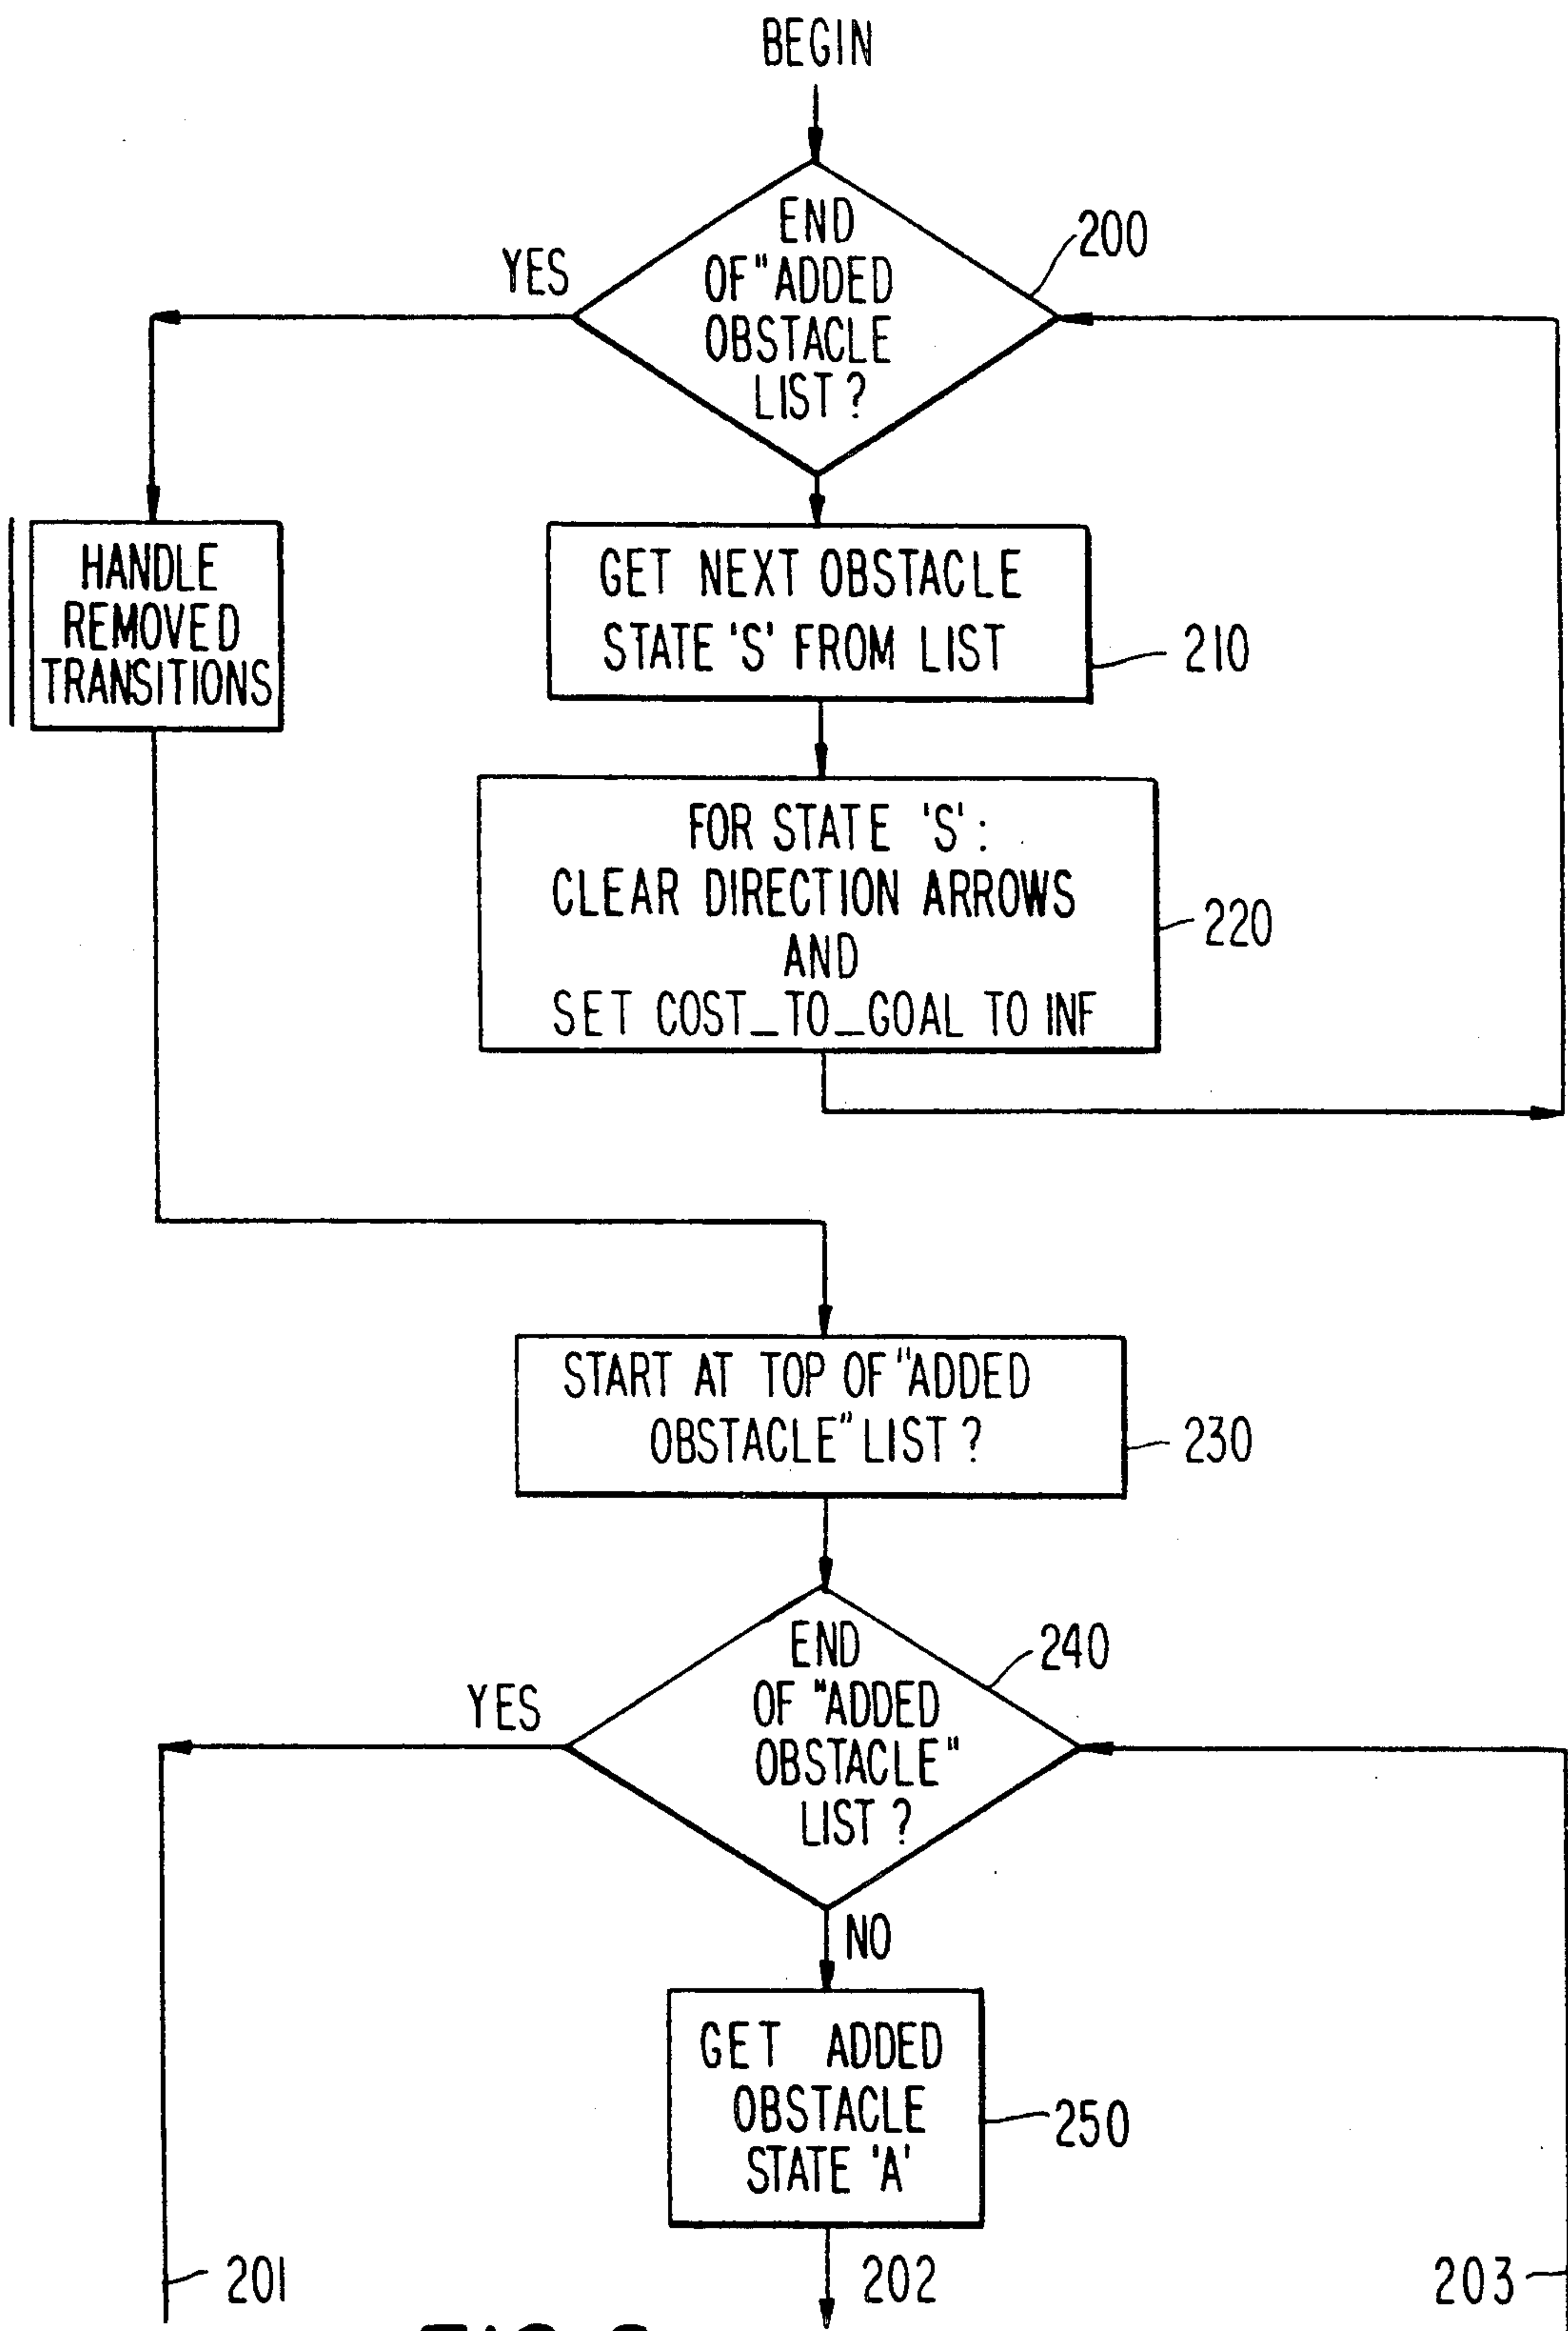 BEGIN
END
OF "ADDED
OBSTACLE
LIST ?
200
YES
HANDLE
REMOVED
TRANSITIONS
GET NEXT OBSTACLE
STATE 'S' FROM LIST
210
FOR STATE 'S':
CLEAR DIRECTION ARROWS
AND
SET COST_TO_GOAL TO INF
220
START AT TOP OF "ADDED
OBSTACLE" LIST ?
230
END
OF "ADDED
OBSTACLE"
LIST ?
240
YES
NO
GET ADDED
OBSTACLE
STATE 'A'
250
201
202
203